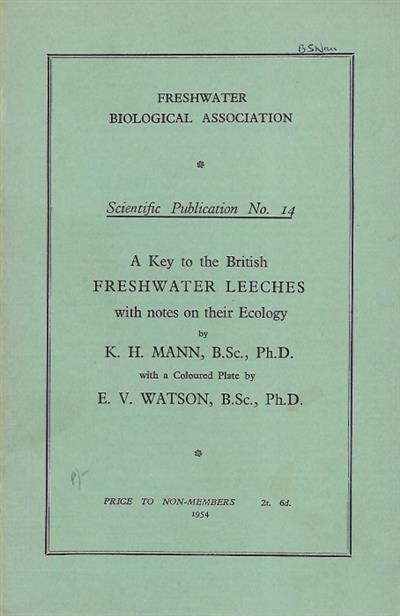 FRESHWATER
BIOLOGICAL ASSOCIATION
*
Scientific Publication No. 14
A Key to the British
FRESHWATER LEECHES
with notes on their Ecology
by
K. H. MANN, B.Sc., Ph.D.
with a Coloured Plate by
E. V. WATSON, B.Sc., Ph.D.
*
PRICE TO NON-MEMBERS 2s. 6d.
1954